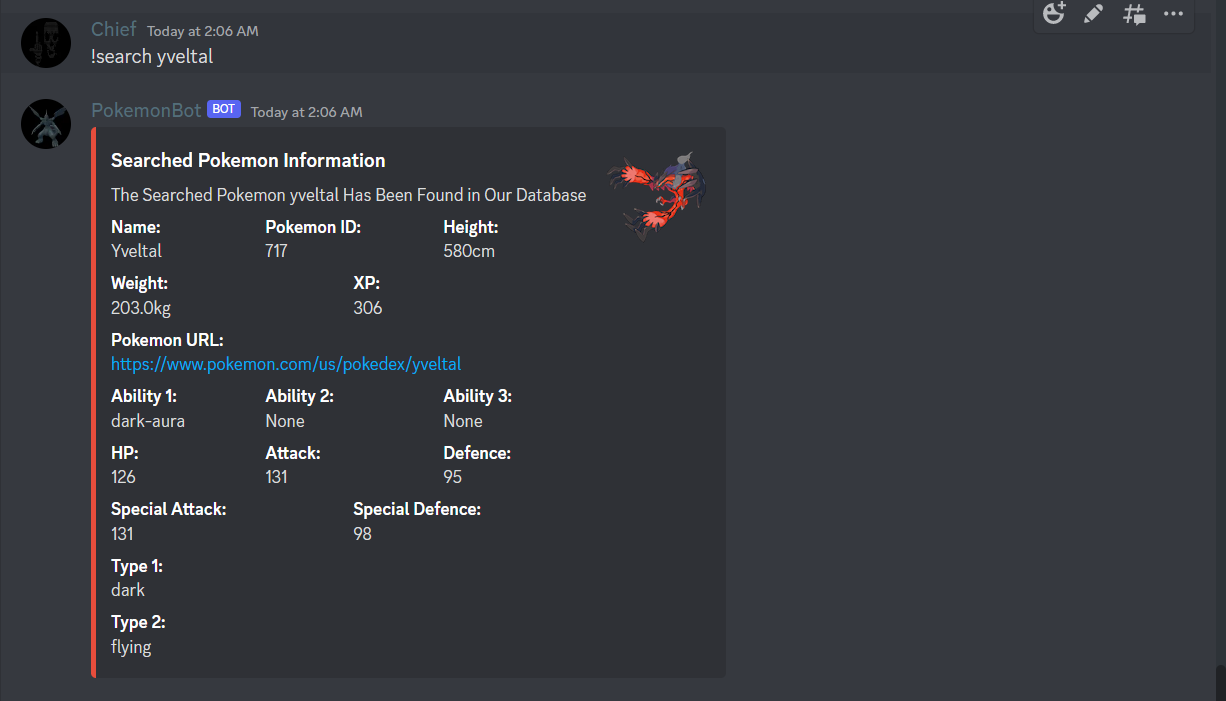 Chief Today at 2:06 AM
!search yveltal
PokemonBot BOT Today at 2:06 AM
Searched Pokemon Information
The Searched Pokemon yveltal Has Been Found in Our Database
Name: Pokemon ID: Height:
Yveltal 717 580cm
Weight: XP:
203.0kg 306
Pokemon URL:
https://www.pokemon.com/us/pokedex/yveltal
Ability 1: Ability 2: Ability 3:
dark-aura None None
HP: Attack: Defence:
126 131 95
Special Attack: Special Defence:
131 98
Type 1:
dark
Type 2:
flying